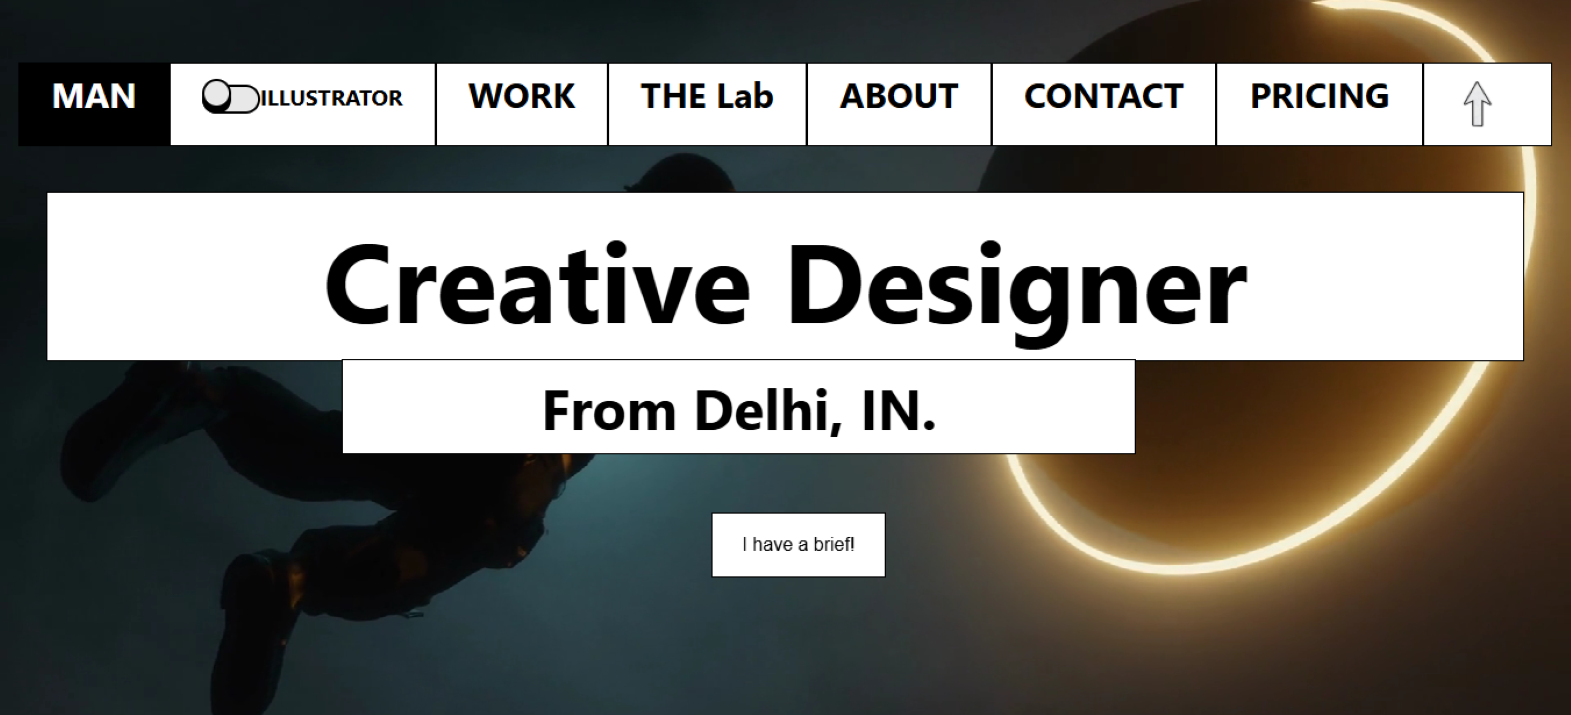 MAN ILLUSTRATOR WORK THE Lab ABOUT CONTACT PRICING
Creative Designer
From Delhi, IN.
I have a brief!